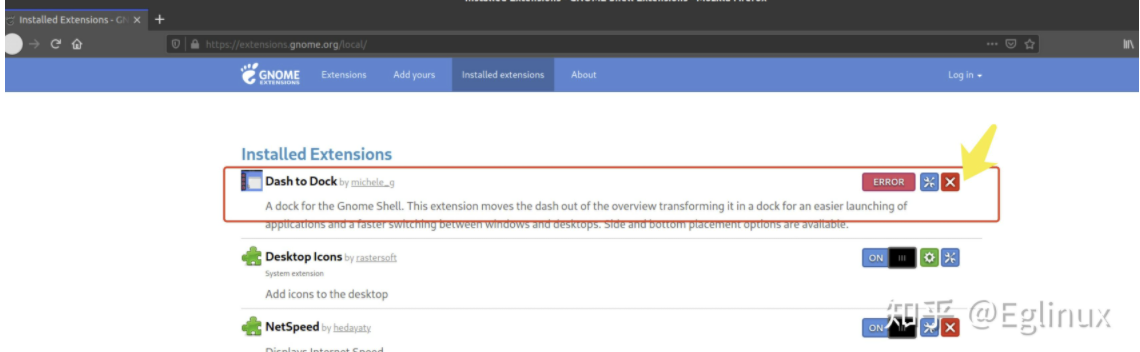 Installed Extensions - GN
https://extensions.gnome.org/local/
GNOME
EXTENSIONS
Extensions
Add yours
Installed extensions
About
Log in
Installed Extensions
Dash to Dock by michele_g
ERROR
A dock for the Gnome Shell. This extension moves the dash out of the overview transforming it in a dock for an easier launching of
applications and a faster switching between windows and desktops. Side and bottom placement options are available.
Desktop Icons by rastersoft
ON
System extension
Add icons to the desktop
NetSpeed by hedayaty
ON
Displays Internet Speed
知乎 @Eglinux